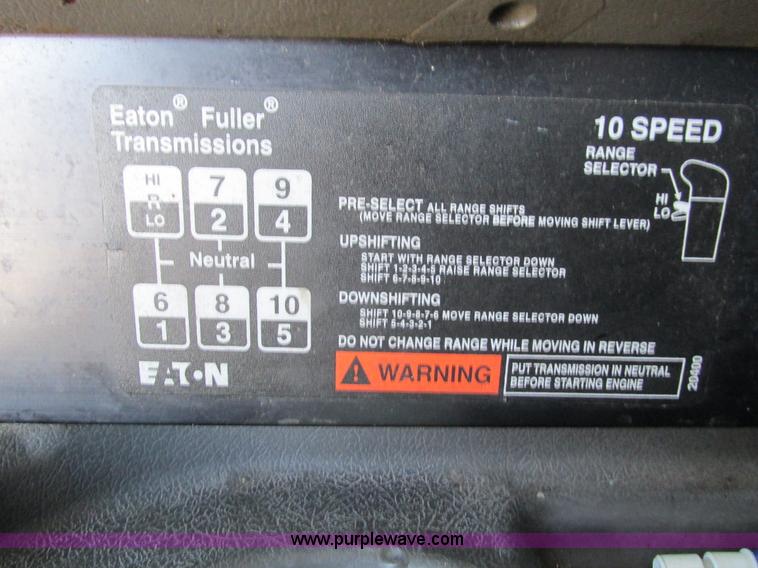 Eaton® Fuller®
Transmissions
10 SPEED
RANGE
SELECTOR
HI
LO
HI
R
LO
7
2
9
4
Neutral
6
1
8
3
10
5
EATON
PRE-SELECT ALL RANGE SHIFTS
(MOVE RANGE SELECTOR BEFORE MOVING SHIFT LEVER)
UPSHIFTING
START WITH RANGE SELECTOR DOWN
SHIFT 1-2-3-4-5 RAISE RANGE SELECTOR
SHIFT 6-7-8-9-10
DOWNSHIFTING
SHIFT 10-9-8-7-6 MOVE RANGE SELECTOR DOWN
SHIFT 5-4-3-2-1
DO NOT CHANGE RANGE WHILE MOVING IN REVERSE
WARNING
PUT TRANSMISSION IN NEUTRAL
BEFORE STARTING ENGINE
20400
www.purplewave.com